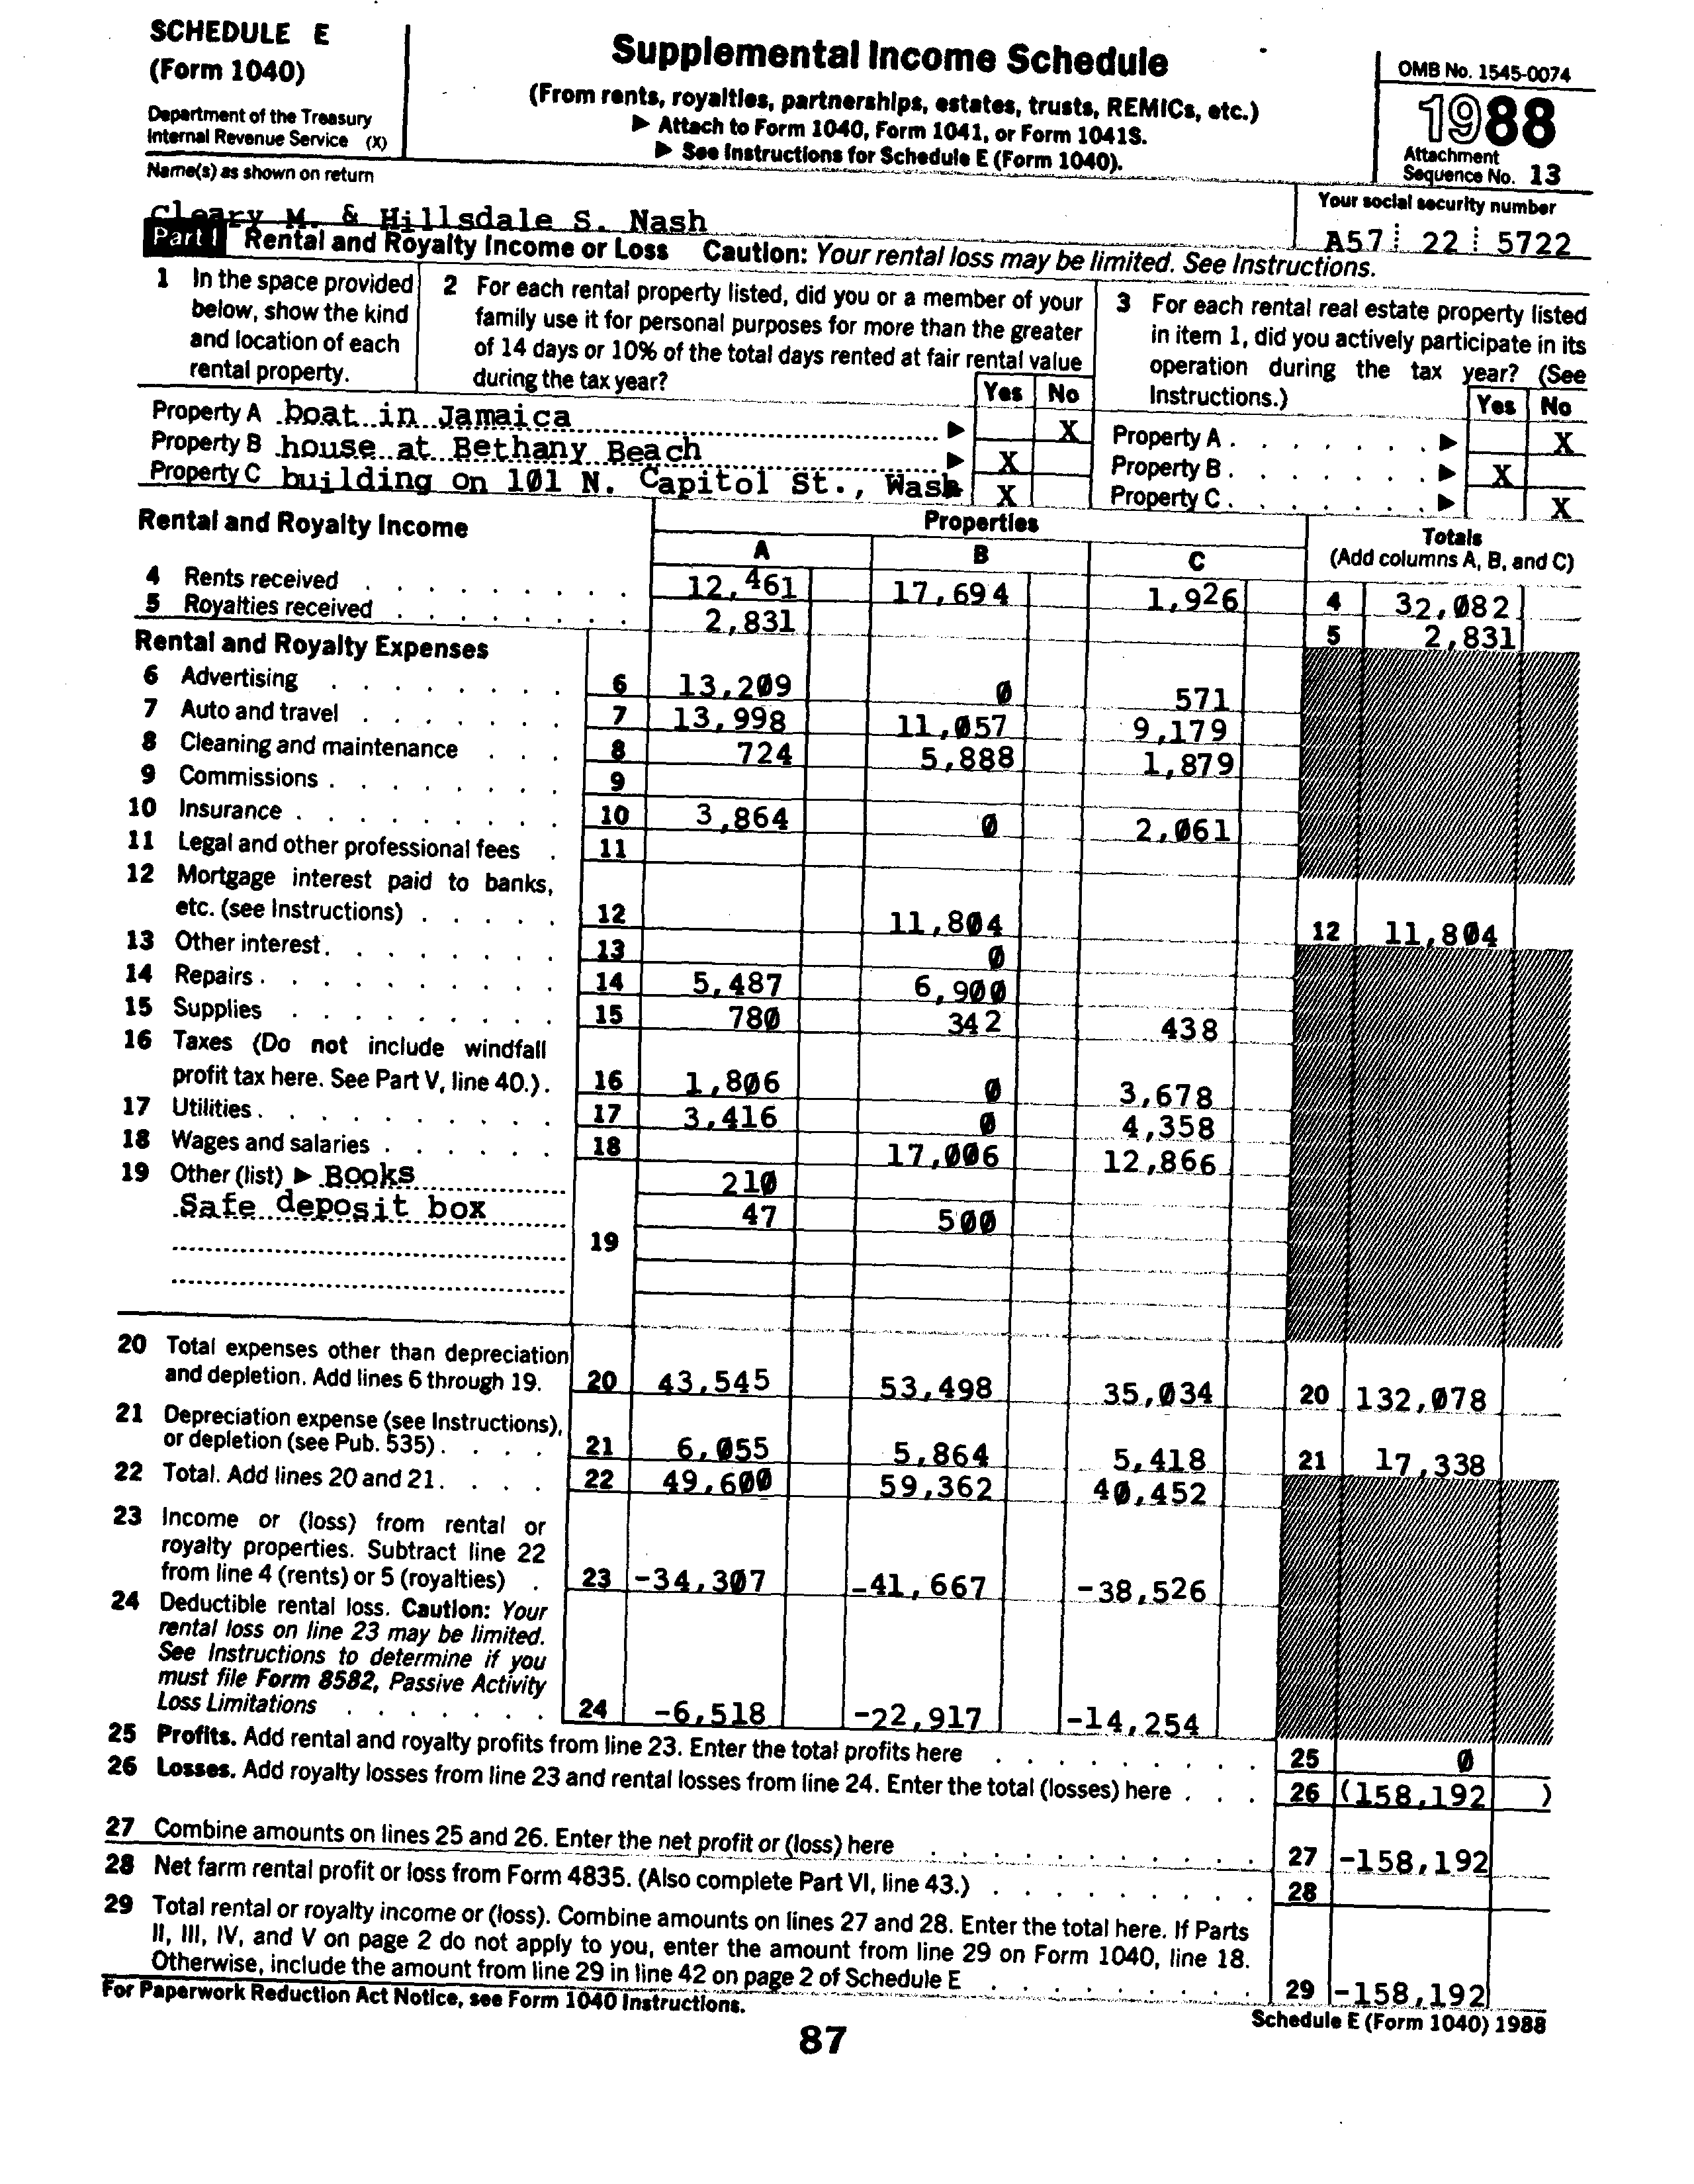 SCHEDULE E
(Form 1040)
Department of the Treasury
Internal Revenue Service (X)
Supplemental Income Schedule
(From rents, royalties, partnerships, estates, trusts, REMICs, etc.)
▶ Attach to Form 1040, Form 1041, or Form 1041S.
▶ See Instructions for Schedule E (Form 1040).
OMB No. 1545-0074
1988
Attachment
Sequence No. 13
Name(s) as shown on return
Cleary M. & Hillsdale S. Nash
Your social security number
A57 22 5722
Part I Rental and Royalty Income or Loss Caution: Your rental loss may be limited. See Instructions.
1 In the space provided
below, show the kind
and location of each
rental property.
2 For each rental property listed, did you or a member of your
family use it for personal purposes for more than the greater
of 14 days or 10% of the total days rented at fair rental value
during the tax year?
Yes No
3 For each rental real estate property listed
in item 1, did you actively participate in its
operation during the tax year? (See
Instructions.)
Yes No
Property A boat in Jamaica ▶ X
Property B house at Bethany Beach ▶ X
Property C building on 101 N. Capitol St., Wash X
Property A . . . . . . . ▶ X
Property B . . . . . . . ▶ X
Property C . . . . . . . ▶ X
Rental and Royalty Income
Properties
A B C
Totals
(Add columns A, B, and C)
4 Rents received . . . . . . . . . 12,461 17,694 1,926 4 32,082
5 Royalties received . . . . . . . . 2,831 5 2,831
Rental and Royalty Expenses
6 Advertising . . . . . . . . 6 13,209 0 571
7 Auto and travel . . . . . . . 7 13,998 11,057 9,179
8 Cleaning and maintenance . . . 8 724 5,888 1,879
9 Commissions . . . . . . . . 9
10 Insurance . . . . . . . . . 10 3,864 0 2,061
11 Legal and other professional fees . 11
12 Mortgage interest paid to banks,
etc. (see Instructions) . . . . . 12 11,804 12 11,804
13 Other interest . . . . . . . . 13 0
14 Repairs . . . . . . . . . . 14 5,487 6,900
15 Supplies . . . . . . . . . 15 780 342 438
16 Taxes (Do not include windfall
profit tax here. See Part V, line 40.) . 16 1,806 0 3,678
17 Utilities . . . . . . . . . . 17 3,416 0 4,358
18 Wages and salaries . . . . . . 18 17,006 12,866
19 Other (list) ▶ Books 210
Safe deposit box 47 500
19
20 Total expenses other than depreciation
and depletion. Add lines 6 through 19. 20 43,545 53,498 35,034 20 132,078
21 Depreciation expense (see Instructions),
or depletion (see Pub. 535) . . . . 21 6,055 5,864 5,418 21 17,338
22 Total. Add lines 20 and 21 . . . . 22 49,600 59,362 40,452
23 Income or (loss) from rental or
royalty properties. Subtract line 22
from line 4 (rents) or 5 (royalties) . 23 -34,307 -41,667 -38,526
24 Deductible rental loss. Caution: Your
rental loss on line 23 may be limited.
See Instructions to determine if you
must file Form 8582, Passive Activity
Loss Limitations . . . . . . . 24 -6,518 -22,917 -14,254
25 Profits. Add rental and royalty profits from line 23. Enter the total profits here . . . . . . . . . 25 0
26 Losses. Add royalty losses from line 23 and rental losses from line 24. Enter the total (losses) here . . . 26 (158,192 )
27 Combine amounts on lines 25 and 26. Enter the net profit or (loss) here . . . . . . . . . . . 27 -158,192
28 Net farm rental profit or loss from Form 4835. (Also complete Part VI, line 43.) . . . . . . . . . 28
29 Total rental or royalty income or (loss). Combine amounts on lines 27 and 28. Enter the total here. If Parts
II, III, IV, and V on page 2 do not apply to you, enter the amount from line 29 on Form 1040, line 18.
Otherwise, include the amount from line 29 in line 42 on page 2 of Schedule E . . . . . . . . . 29 -158,192
For Paperwork Reduction Act Notice, see Form 1040 Instructions.
Schedule E (Form 1040) 1988
87